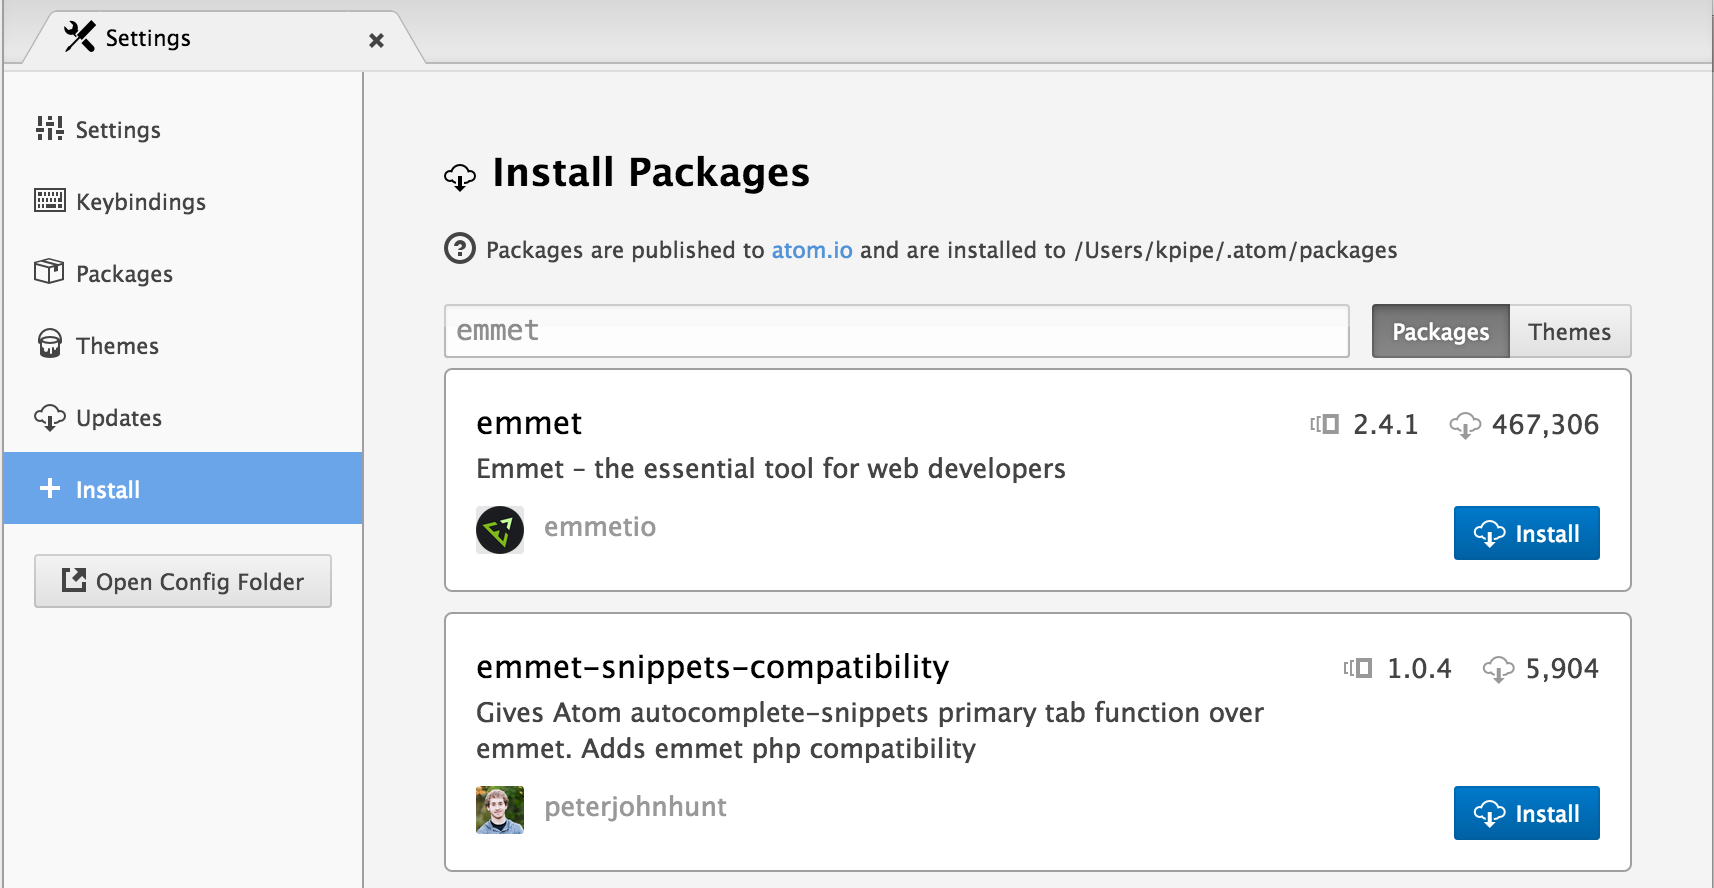 Settings
Settings
Keybindings
Packages
Themes
Updates
Install
Open Config Folder
Install Packages
Packages are published to atom.io and are installed to /Users/kpipe/.atom/packages
emmet
Packages
Themes
emmet
2.4.1
467,306
Emmet – the essential tool for web developers
emmetio
Install
emmet-snippets-compatibility
1.0.4
5,904
Gives Atom autocomplete-snippets primary tab function over
emmet. Adds emmet php compatibility
peterjohnhunt
Install